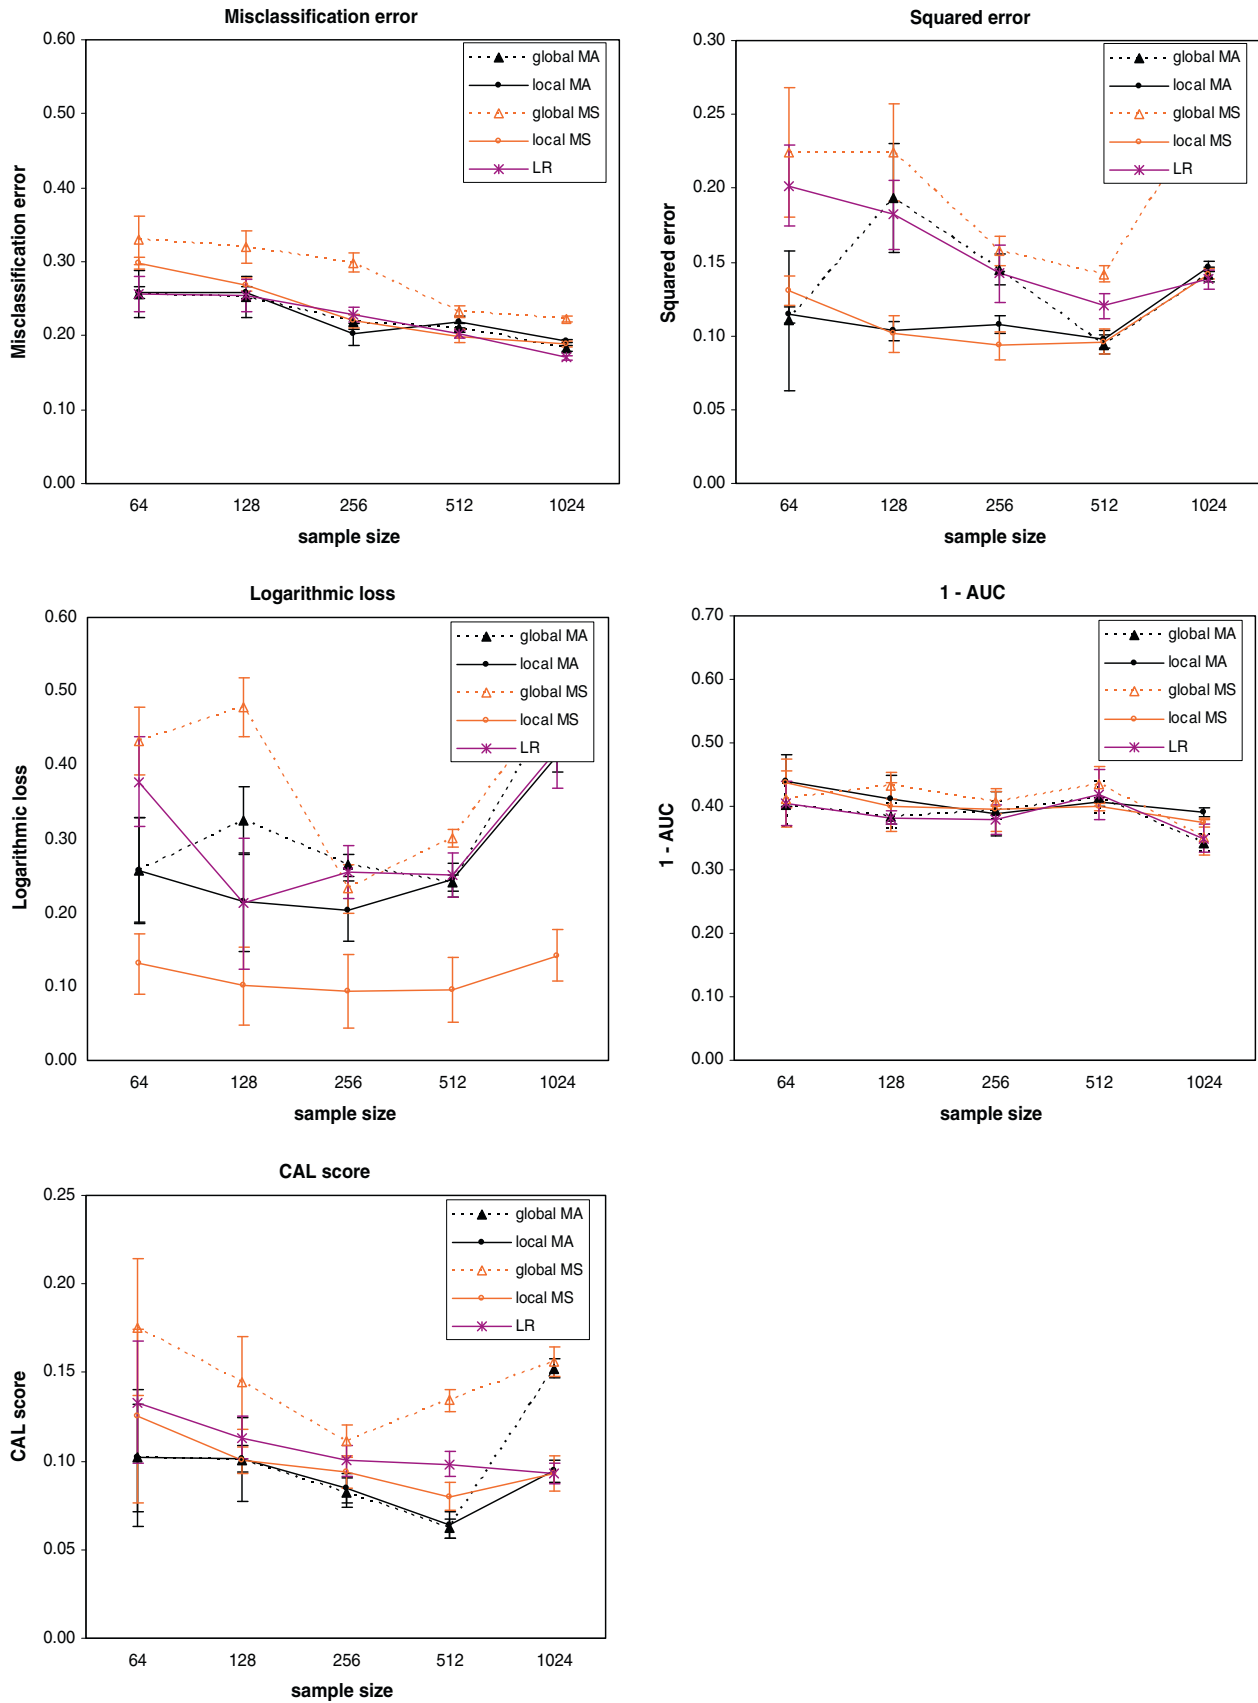 Misclassification error
0.60
0.50
0.40
0.30
0.20
0.10
0.00
Misclassification error
global MA
local MA
global MS
local MS
LR
64 128 256 512 1024
sample size
Squared error
0.30
0.25
0.20
0.15
0.10
0.05
0.00
Squared error
global MA
local MA
global MS
local MS
LR
64 128 256 512 1024
sample size
Logarithmic loss
0.60
0.50
0.40
0.30
0.20
0.10
0.00
Logarithmic loss
global MA
local MA
global MS
local MS
LR
64 128 256 512 1024
sample size
1 - AUC
0.70
0.60
0.50
0.40
0.30
0.20
0.10
0.00
1 - AUC
global MA
local MA
global MS
local MS
LR
64 128 256 512 1024
sample size
CAL score
0.25
0.20
0.15
0.10
0.05
0.00
CAL score
global MA
local MA
global MS
local MS
LR
64 128 256 512 1024
sample size